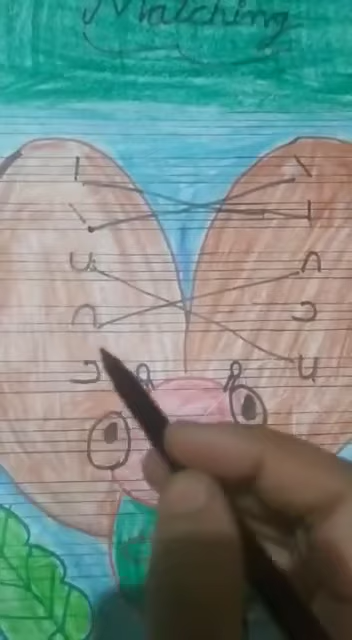 Matching
| \
\ |
u n
n ⊃
⊃ u